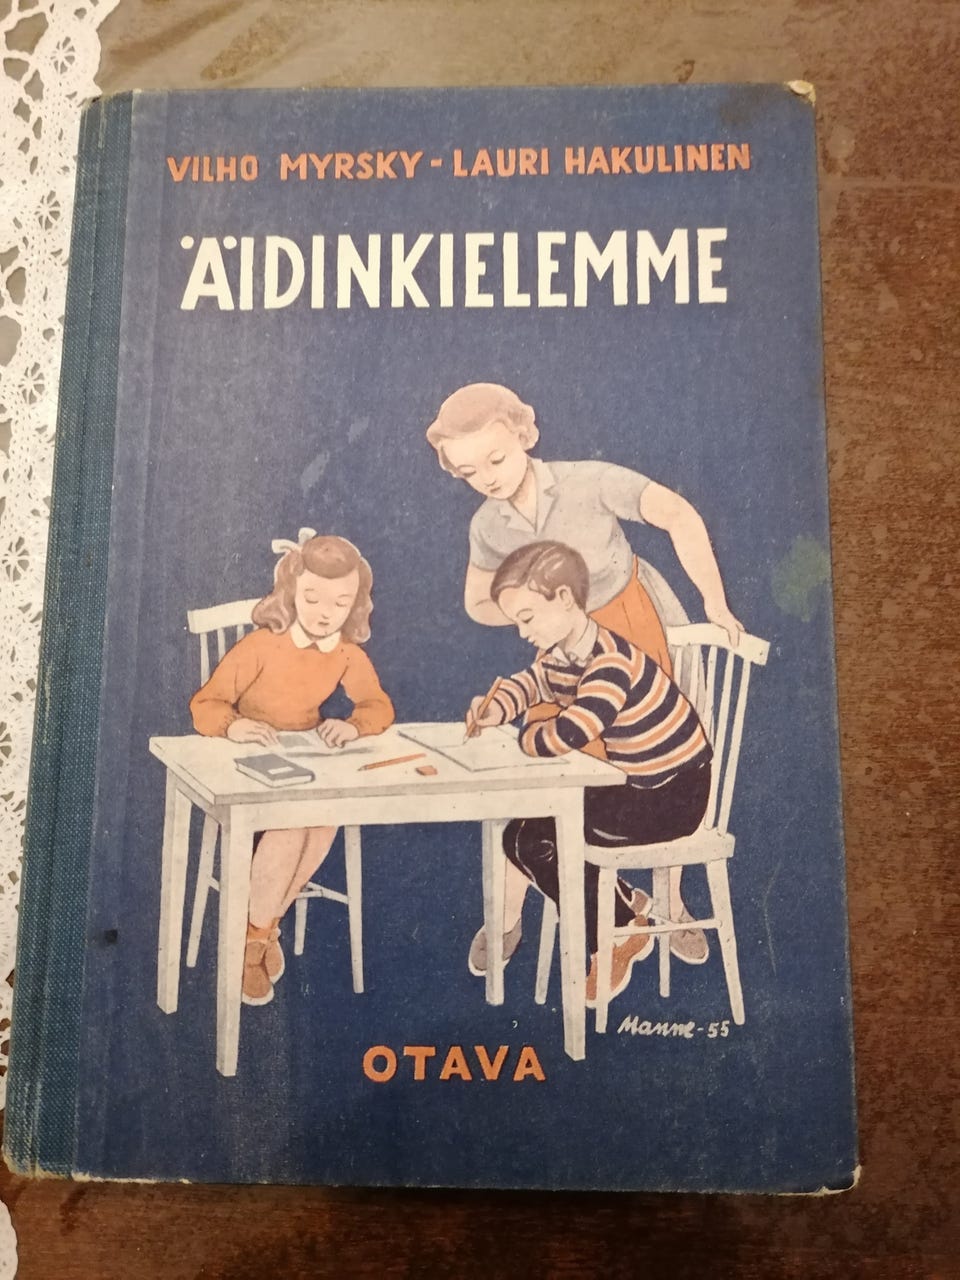 VILHO MYRSKY - LAURI HAKULINEN
ÄIDINKIELEMME
Manne - 55
OTAVA